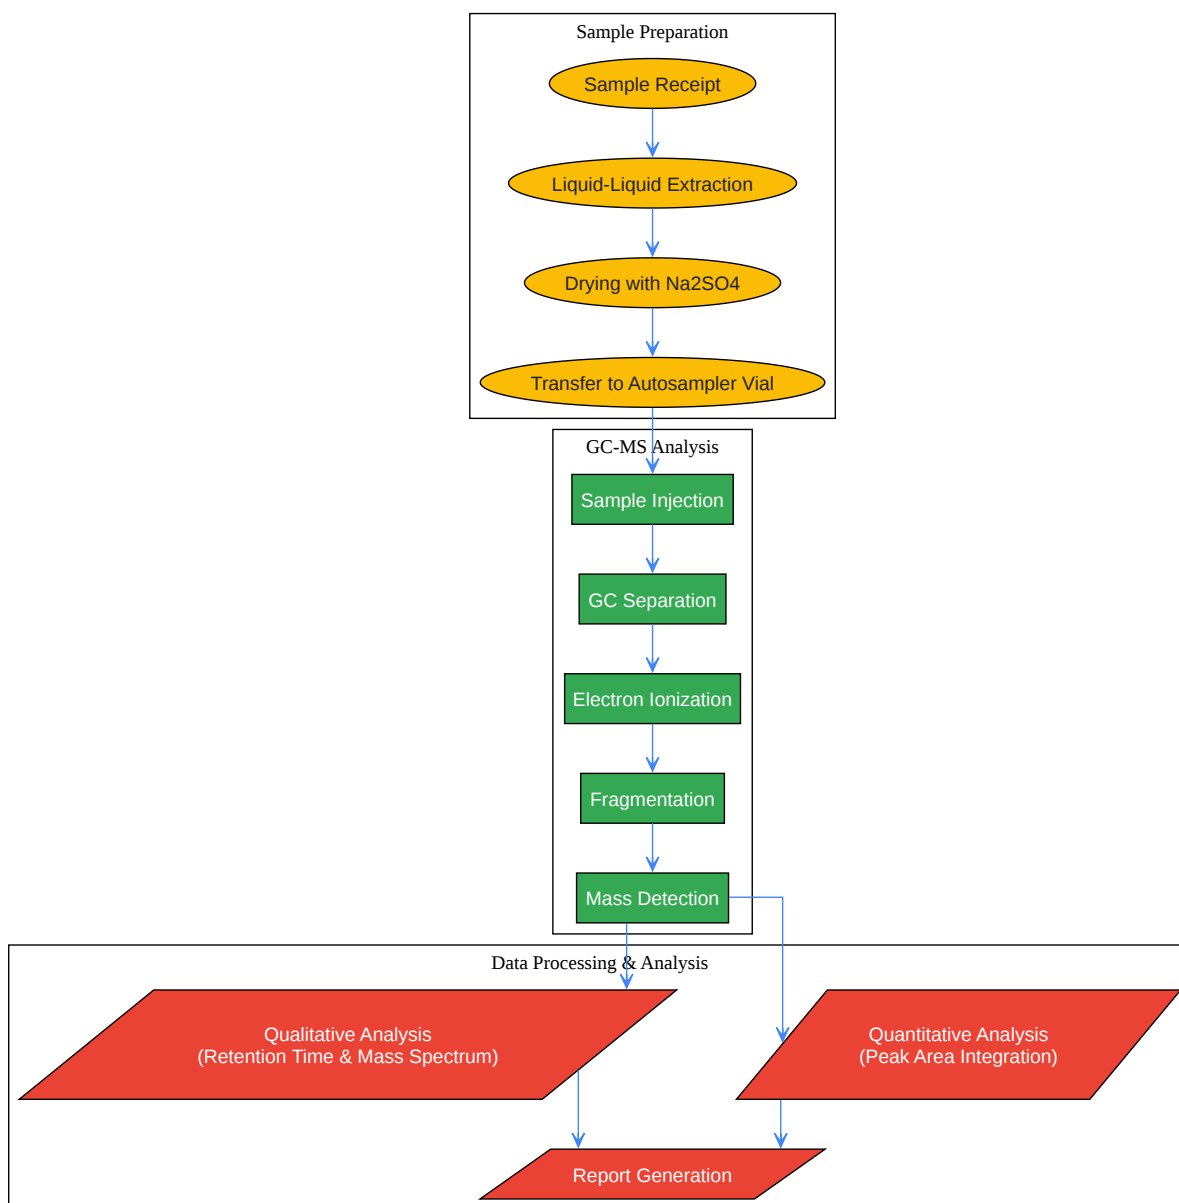 Sample Preparation
Sample Receipt
Liquid-Liquid Extraction
Drying with Na2SO4
Transfer to Autosampler Vial
GC-MS Analysis
Sample Injection
GC Separation
Electron Ionization
Fragmentation
Mass Detection
Data Processing & Analysis
Qualitative Analysis
(Retention Time & Mass Spectrum)
Quantitative Analysis
(Peak Area Integration)
Report Generation